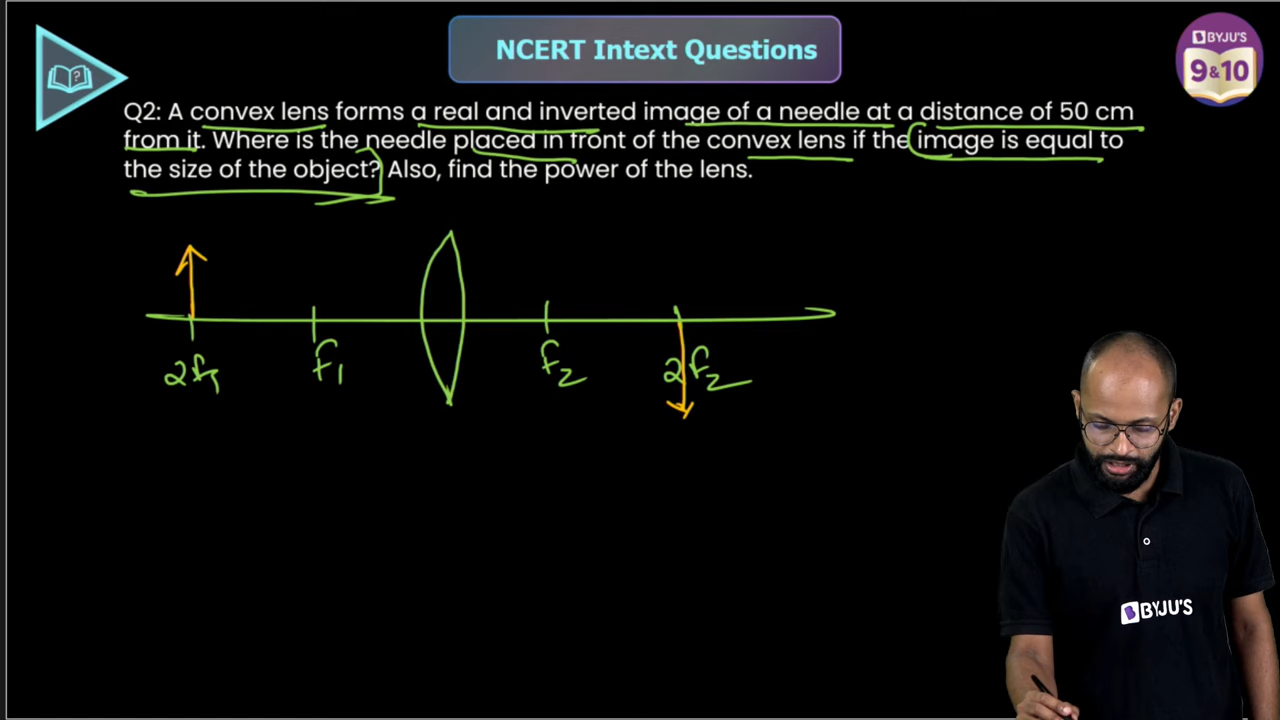 NCERT Intext Questions
BYJU'S
9&10
Q2: A convex lens forms a real and inverted image of a needle at a distance of 50 cm
from it. Where is the needle placed in front of the convex lens if the image is equal to
the size of the object? Also, find the power of the lens.
2f1 f1 f2 2f2
BYJU'S